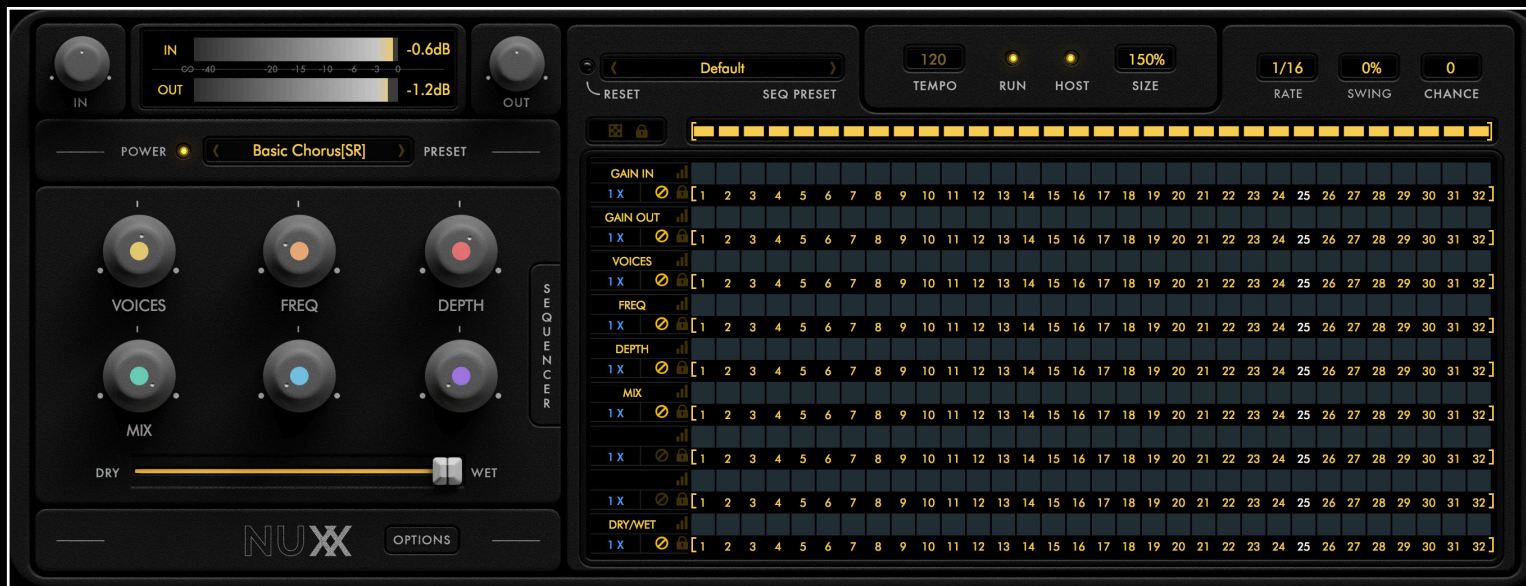 IN
IN
-0.6dB
∞ -40 -20 -15 -10 -6 -3 0
OUT
-1.2dB
OUT
POWER
Basic Chorus[SR]
PRESET
VOICES
FREQ
DEPTH
MIX
DRY
WET
SEQUENCER
NUXX
OPTIONS
Default
RESET
SEQ PRESET
120
150%
TEMPO
RUN
HOST
SIZE
1/16
0%
0
RATE
SWING
CHANCE
GAIN IN
1 X [1 2 3 4 5 6 7 8 9 10 11 12 13 14 15 16 17 18 19 20 21 22 23 24 25 26 27 28 29 30 31 32]
GAIN OUT
1 X [1 2 3 4 5 6 7 8 9 10 11 12 13 14 15 16 17 18 19 20 21 22 23 24 25 26 27 28 29 30 31 32]
VOICES
1 X [1 2 3 4 5 6 7 8 9 10 11 12 13 14 15 16 17 18 19 20 21 22 23 24 25 26 27 28 29 30 31 32]
FREQ
1 X [1 2 3 4 5 6 7 8 9 10 11 12 13 14 15 16 17 18 19 20 21 22 23 24 25 26 27 28 29 30 31 32]
DEPTH
1 X [1 2 3 4 5 6 7 8 9 10 11 12 13 14 15 16 17 18 19 20 21 22 23 24 25 26 27 28 29 30 31 32]
MIX
1 X [1 2 3 4 5 6 7 8 9 10 11 12 13 14 15 16 17 18 19 20 21 22 23 24 25 26 27 28 29 30 31 32]
1 X [1 2 3 4 5 6 7 8 9 10 11 12 13 14 15 16 17 18 19 20 21 22 23 24 25 26 27 28 29 30 31 32]
1 X [1 2 3 4 5 6 7 8 9 10 11 12 13 14 15 16 17 18 19 20 21 22 23 24 25 26 27 28 29 30 31 32]
DRY/WET
1 X [1 2 3 4 5 6 7 8 9 10 11 12 13 14 15 16 17 18 19 20 21 22 23 24 25 26 27 28 29 30 31 32]